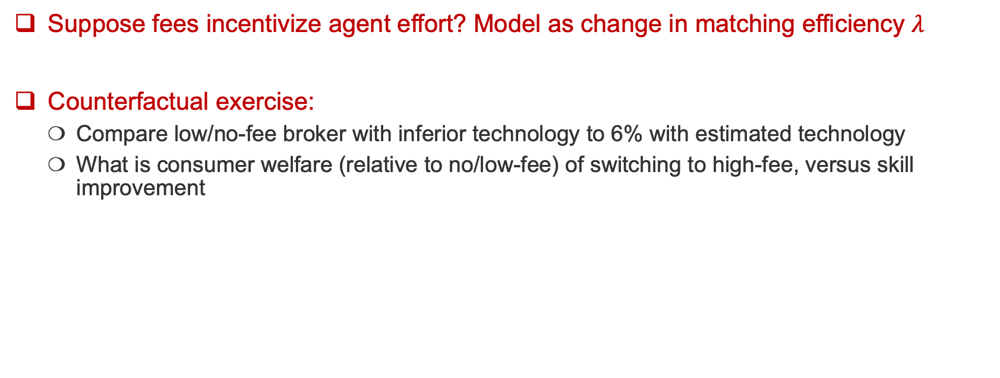 ❑ Suppose fees incentivize agent effort? Model as change in matching efficiency λ
❑ Counterfactual exercise:
❍ Compare low/no-fee broker with inferior technology to 6% with estimated technology
❍ What is consumer welfare (relative to no/low-fee) of switching to high-fee, versus skill
improvement